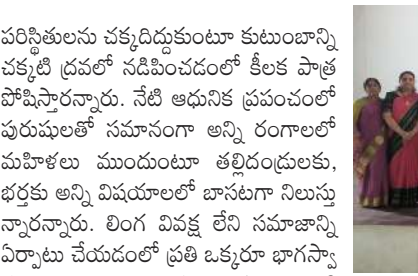 పరిస్థితులను చక్కదిద్దుకుంటూ కుటుంబాన్ని
చక్కటి ద్రవలో నడిపించడంలో కీలక పాత్ర
పోషిస్తారన్నారు. నేటి ఆధునిక ప్రపంచంలో
పురుషులతో సమానంగా అన్ని రంగాలలో
మహిళలు ముందుంటూ తల్లిదండ్రులకు,
భర్తకు అన్ని విషయాలలో బాసటగా నిలుస్తు
న్నారన్నారు. లింగ వివక్ష లేని సమాజాన్ని
ఏర్పాటు చేయడంలో ప్రతి ఒక్కరూ భాగస్వా